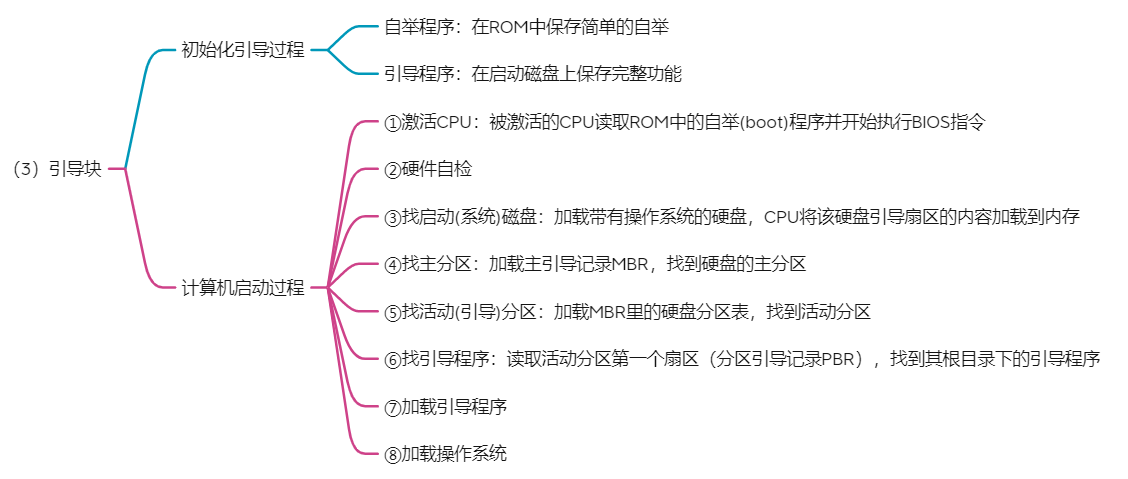 （3）引导块
初始化引导过程
自举程序：在ROM中保存简单的自举
引导程序：在启动磁盘上保存完整功能
计算机启动过程
①激活CPU：被激活的CPU读取ROM中的自举(boot)程序并开始执行BIOS指令
②硬件自检
③找启动(系统)磁盘：加载带有操作系统的硬盘，CPU将该硬盘引导扇区的内容加载到内存
④找主分区：加载主引导记录MBR，找到硬盘的主分区
⑤找活动(引导)分区：加载MBR里的硬盘分区表，找到活动分区
⑥找引导程序：读取活动分区第一个扇区（分区引导记录PBR），找到其根目录下的引导程序
⑦加载引导程序
⑧加载操作系统